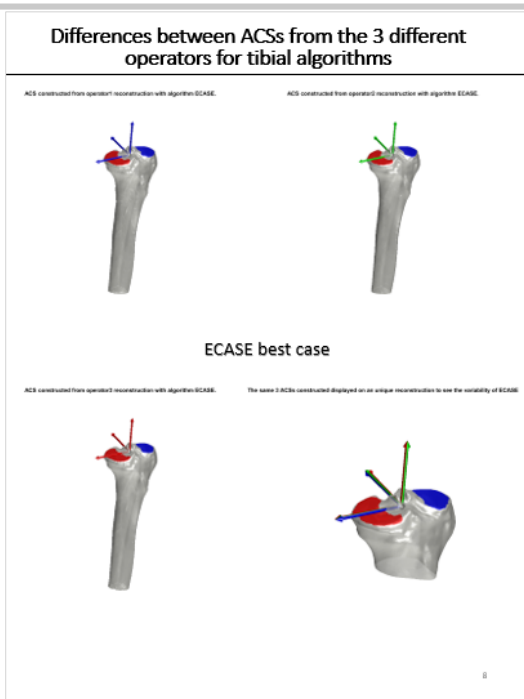 Differences between ACSs from the 3 different
operators for tibial algorithms
ACS constructed from operator1 reconstruction with algorithm ECASE.
ACS constructed from operator2 reconstruction with algorithm ECASE.
ECASE best case
ACS constructed from operator3 reconstruction with algorithm ECASE.
The same 3 ACSs constructed displayed on an unique reconstruction to see the variability of ECASE